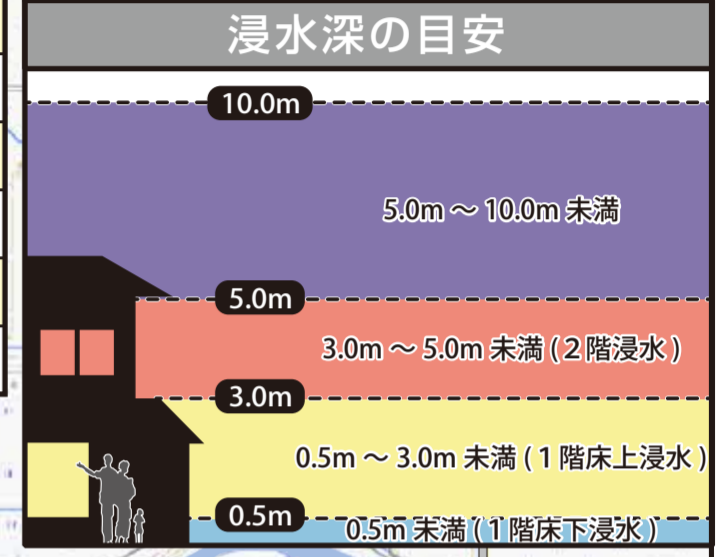 浸水深の目安
10.0m
5.0m ～ 10.0m 未満
5.0m
3.0m ～ 5.0m 未満 ( 2 階浸水 )
3.0m
0.5m ～ 3.0m 未満 ( 1 階床上浸水 )
0.5m
0.5m 未満 ( 1 階床下浸水 )